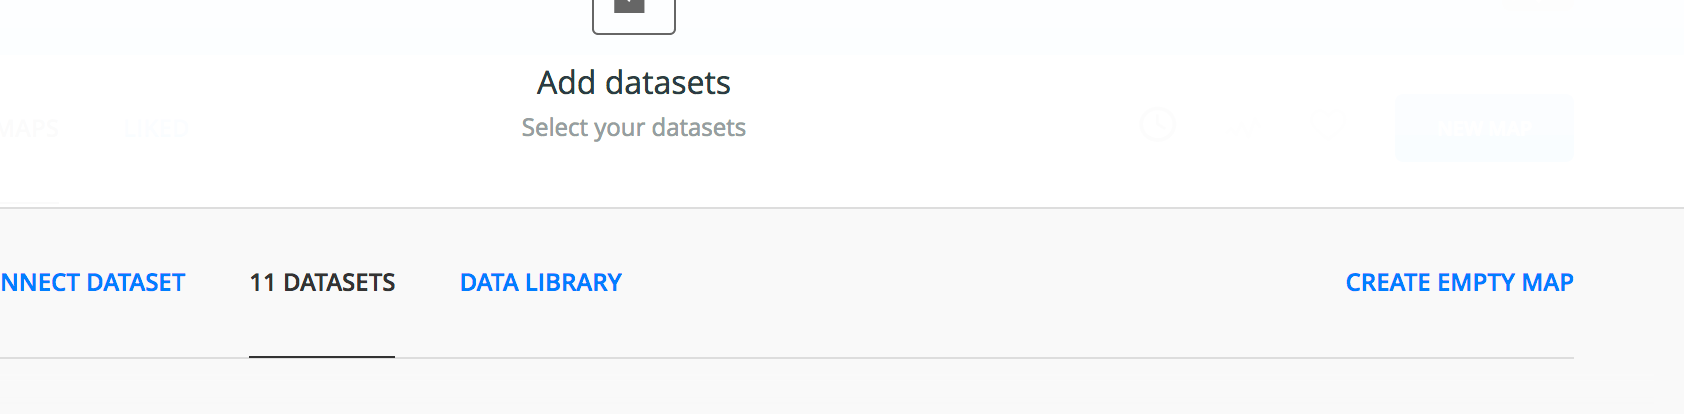 Add datasets
Select your datasets
MAPS LIKED NEW MAP
NNECT DATASET 11 DATASETS DATA LIBRARY CREATE EMPTY MAP